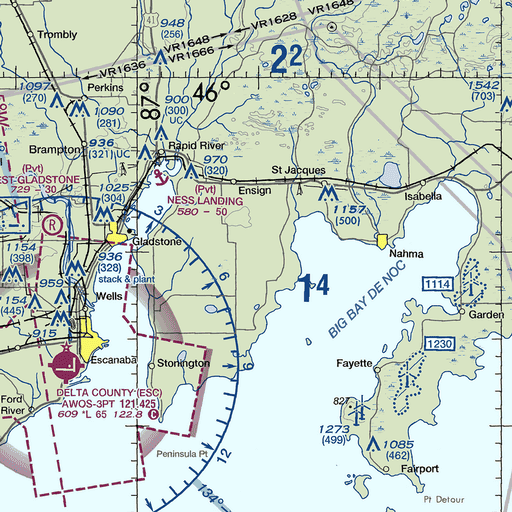 Trombly
41
948
(256)
VR1648
VR1628
VR1648
VR1636
VR1666
22
1097
(270)
Perkins
87°
46°
900
(300)
UC
1090
(281)
1542
(703)
Brampton
936
(321) UC
Rapid River
970
(320)
St Jacques
(Pvt)
WEST GLADSTONE
729 - 30
1025
(304)
(Pvt)
NESS LANDING
580 - 50
Ensign
1157
(500)
Isabella
R
3
Gladstone
Nahma
1154
(398)
936
(328)
stack & plant
6
14
BIG BAY DE NOC
1114
959
Wells
1154
(445)
915
Garden
1230
Escanaba
Stonington
9
Fayette
DELTA COUNTY (ESC)
AWOS-3PT 121.425
609 *L 65 122.8 C
Ford
River
827
1273
(499)
1085
(462)
Peninsula Pt
12
Fairport
134°
Pt Detour